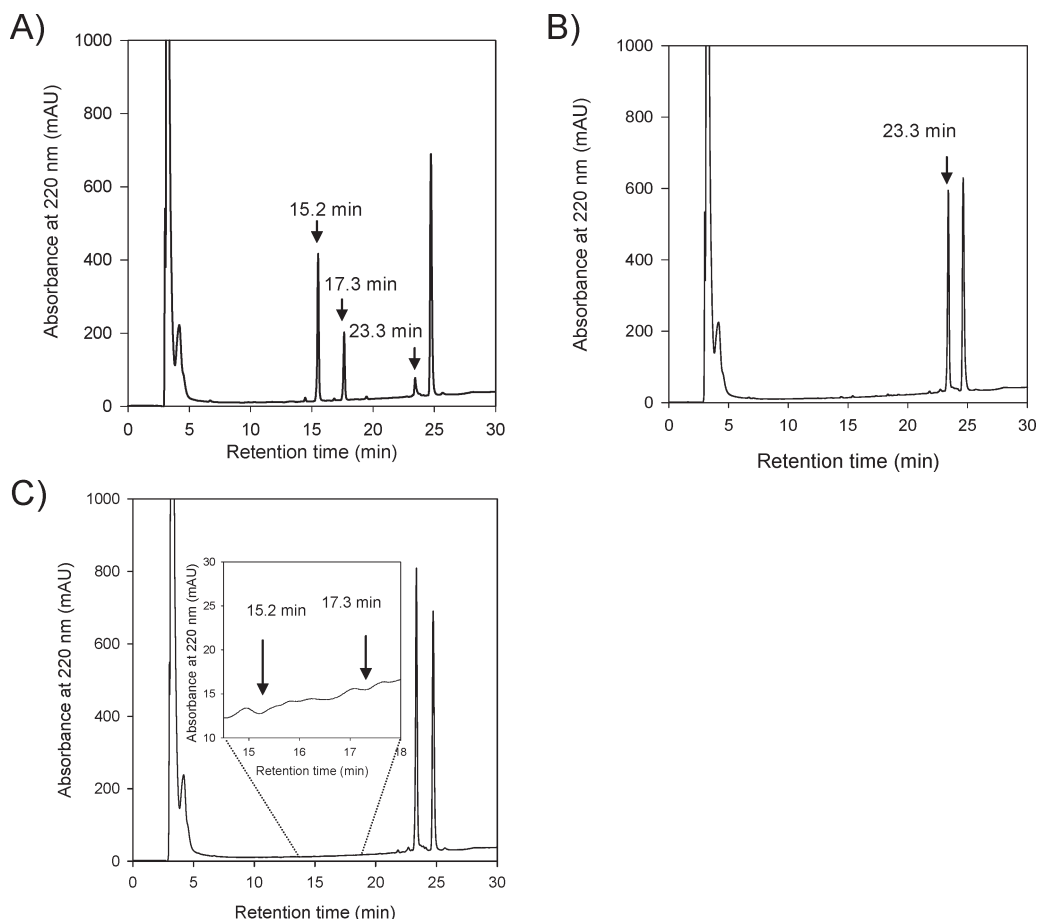 A)
1000
800
600
400
200
0
Absorbance at 220 nm (mAU)
15.2 min
17.3 min
23.3 min
0 5 10 15 20 25 30
Retention time (min)
B)
1000
800
600
400
200
0
Absorbance at 220 nm (mAU)
23.3 min
0 5 10 15 20 25 30
Retention time (min)
C)
1000
800
600
400
200
0
Absorbance at 220 nm (mAU)
30
25
20
15
10
Absorbance at 220 nm (mAU)
15.2 min
17.3 min
15 16 17 18
Retention time (min)
0 5 10 15 20 25 30
Retention time (min)